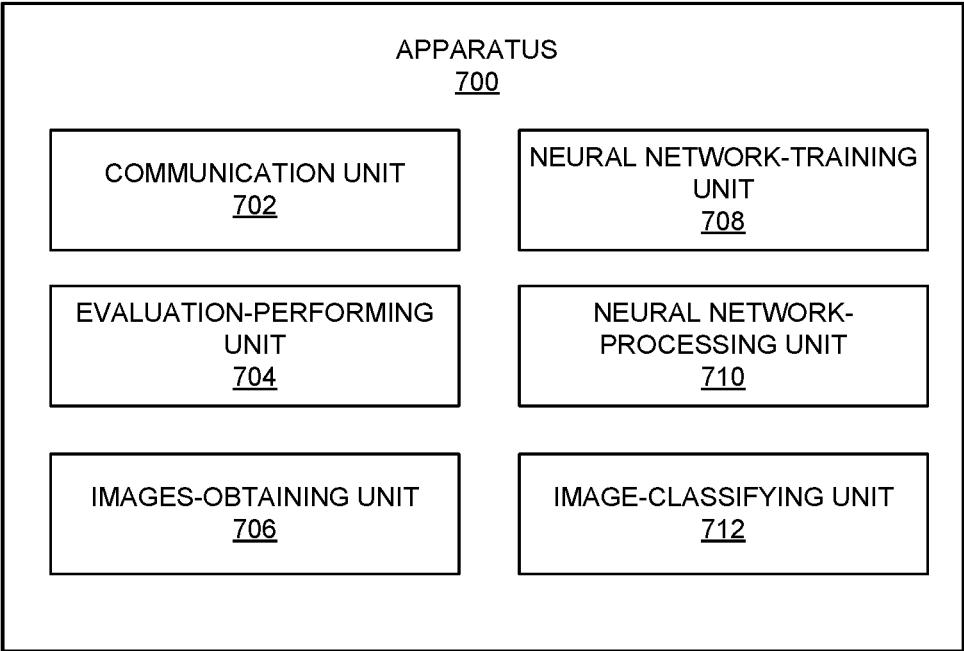 APPARATUS
700
COMMUNICATION UNIT
702
NEURAL NETWORK-TRAINING
UNIT
708
EVALUATION-PERFORMING
UNIT
704
NEURAL NETWORK-
PROCESSING UNIT
710
IMAGES-OBTAINING UNIT
706
IMAGE-CLASSIFYING UNIT
712